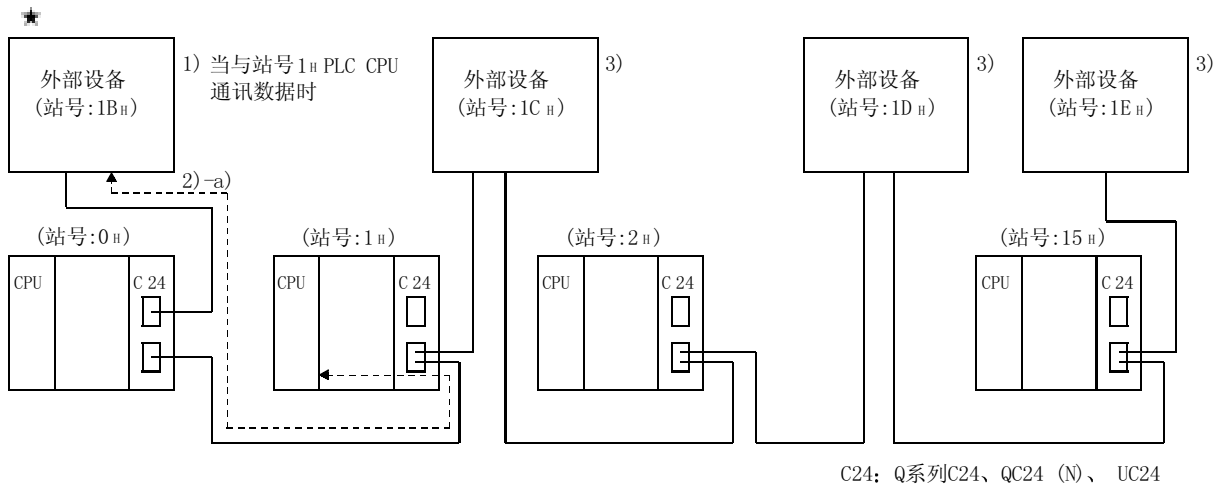 ★
外部设备
(站号:1BH)
1) 当与站号1H PLC CPU
通讯数据时
外部设备
(站号:1CH)
3)
外部设备
(站号:1DH)
3)
外部设备
(站号:1EH)
3)
2)-a)
(站号:0H)
(站号:1H)
(站号:2H)
(站号:15H)
CPU
C 24
CPU
C 24
CPU
C 24
CPU
C 24
C24: Q系列C24、QC24 (N)、 UC24